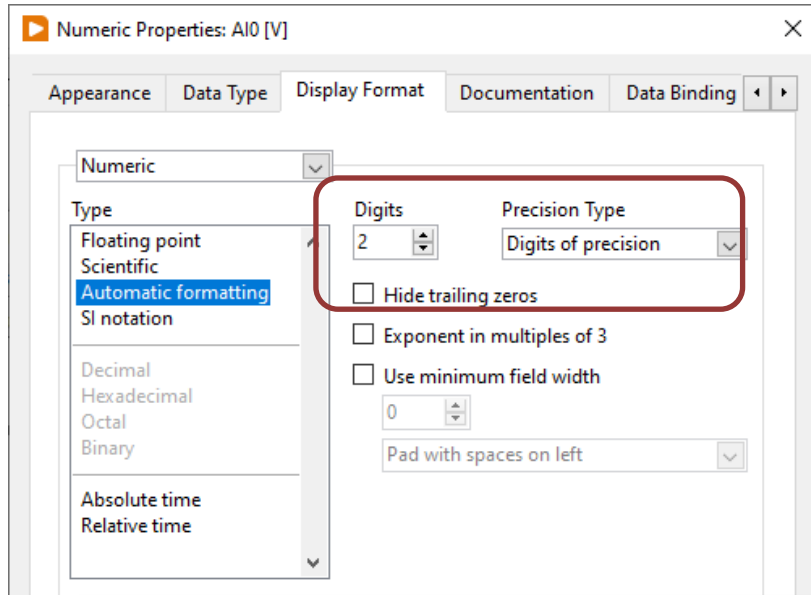 Numeric Properties: AI0 [V]
Appearance Data Type Display Format Documentation Data Binding
Numeric
Type
Floating point
Scientific
Automatic formatting
SI notation
Decimal
Hexadecimal
Octal
Binary
Absolute time
Relative time
Digits Precision Type
2 Digits of precision
Hide trailing zeros
Exponent in multiples of 3
Use minimum field width
0
Pad with spaces on left